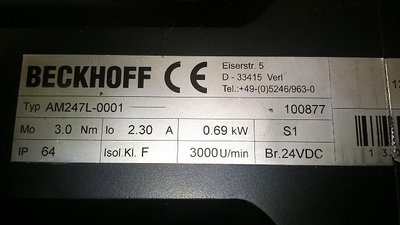 BECKHOFF CE
Eiserstr. 5
D - 33415 Verl
Tel.:+49-(0)5246/963-0
Typ AM247L-0001 100877
Mo 3.0 Nm Io 2.30 A 0.69 kW S1
IP 64 Isol.Kl. F 3000U/min Br.24VDC